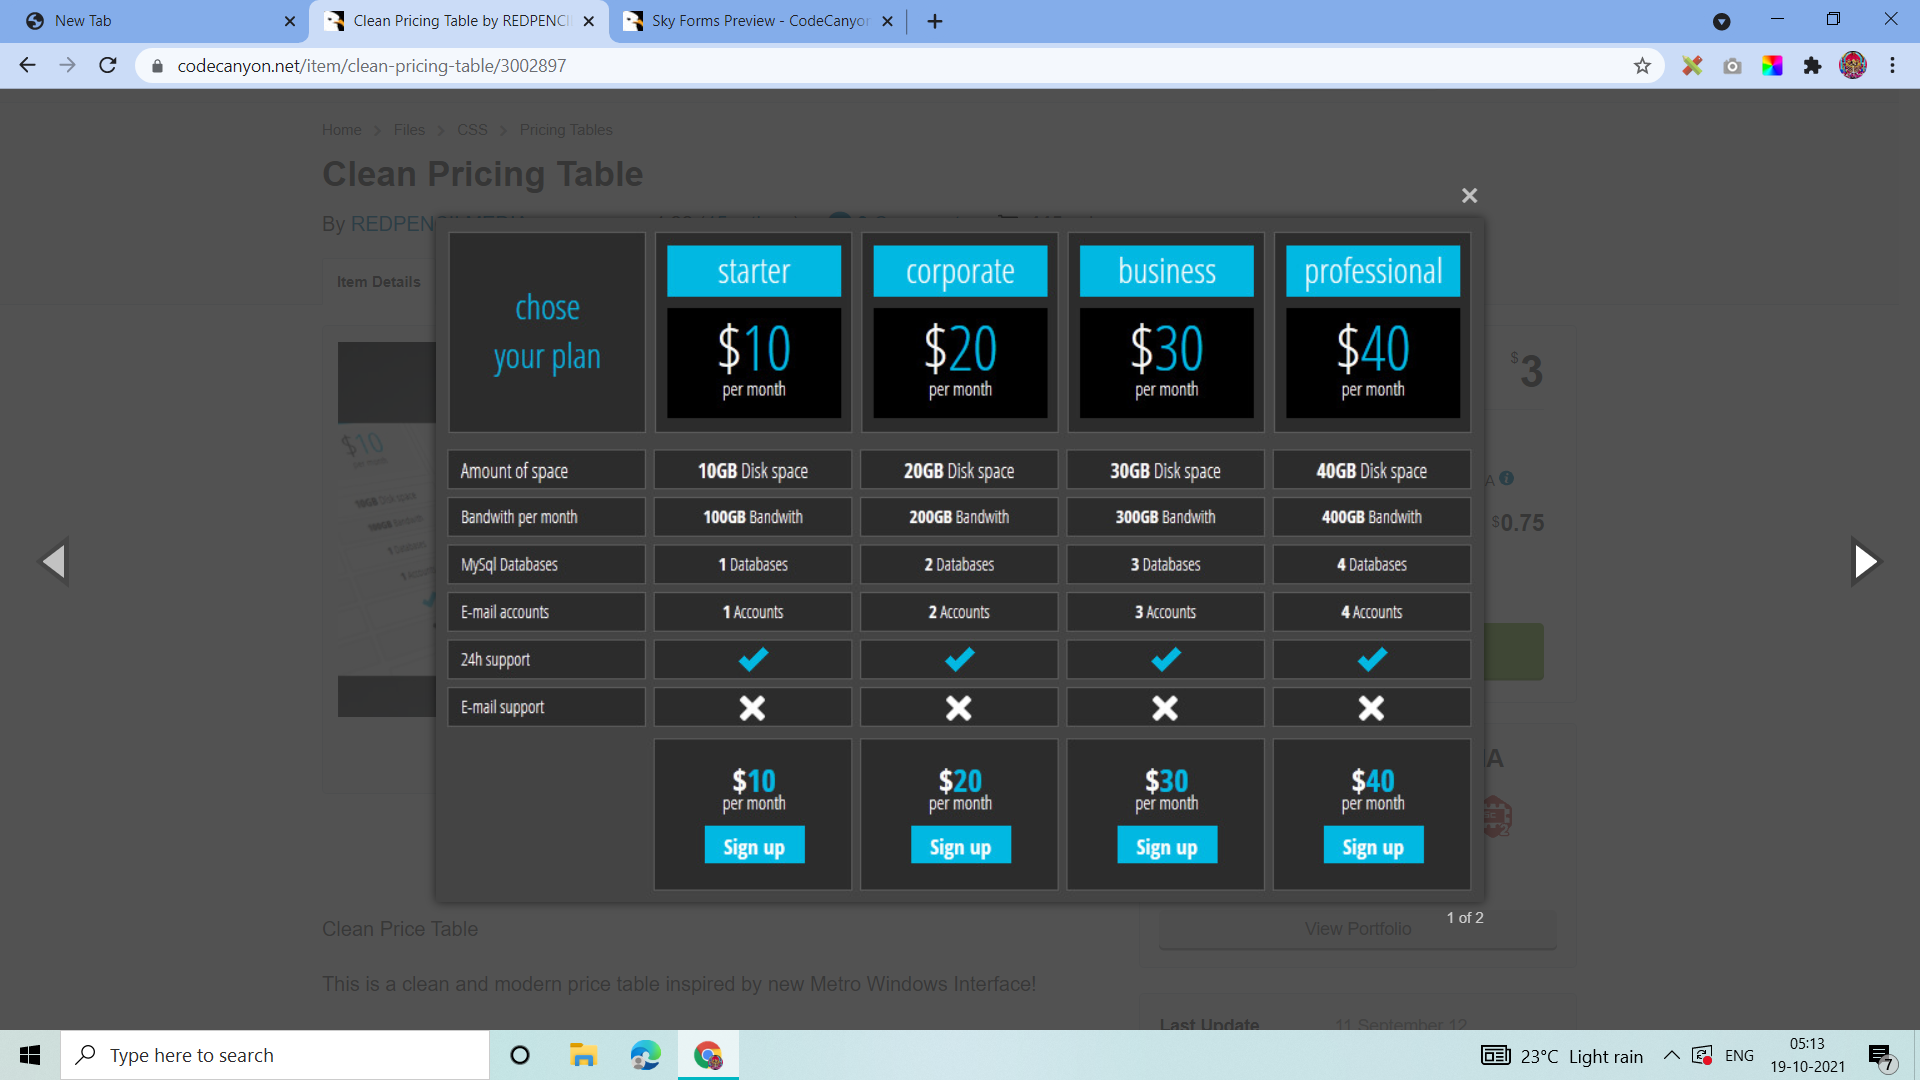 New Tab
Clean Pricing Table by REDPENCI
Sky Forms Preview - CodeCanyon
codecanyon.net/item/clean-pricing-table/3002897
Home > Files > CSS > Pricing Tables
Clean Pricing Table
By
Item Details
chose
your plan
starter
corporate
business
professional
$10
per month
$20
per month
$30
per month
$40
per month
$3
Amount of space
10GB Disk space
20GB Disk space
30GB Disk space
40GB Disk space
Bandwith per month
100GB Bandwith
200GB Bandwith
300GB Bandwith
400GB Bandwith
$0.75
MySql Databases
1 Databases
2 Databases
3 Databases
4 Databases
E-mail accounts
1 Accounts
2 Accounts
3 Accounts
4 Accounts
24h support
E-mail support
$10
per month
Sign up
$20
per month
Sign up
$30
per month
Sign up
$40
per month
Sign up
1 of 2
View Portfolio
Clean Price Table
This is a clean and modern price table inspired by new Metro Windows Interface!
Last Update
11 September 12
Type here to search
23°C Light rain
ENG
05:13
19-10-2021
7